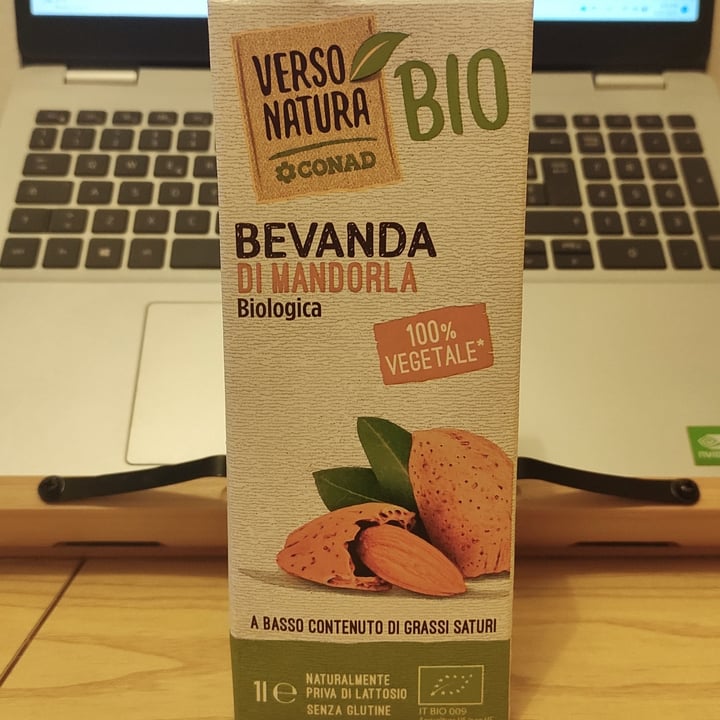 VERSO
NATURA
CONAD
BIO
BEVANDA
DI MANDORLA
Biologica
100%
VEGETALE*
A BASSO CONTENUTO DI GRASSI SATURI
1l e
NATURALMENTE
PRIVA DI LATTOSIO
SENZA GLUTINE
IT BIO 009